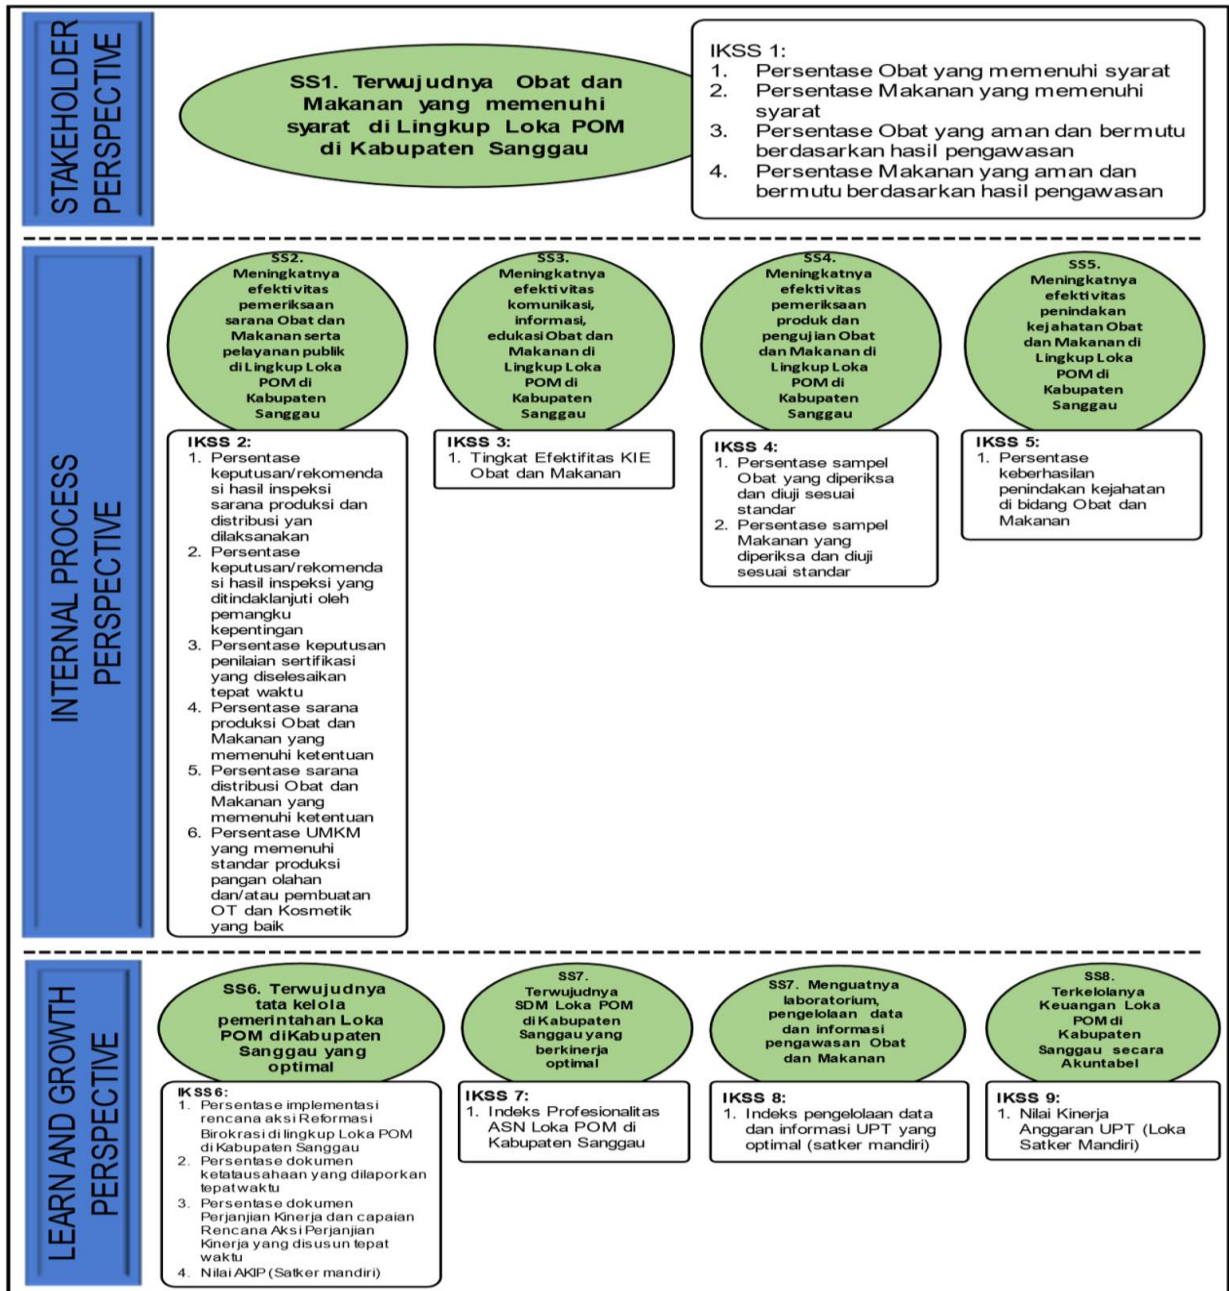 STAKEHOLDER
PERSPECTIVE
SS1. Terwujudnya Obat dan
Makanan yang memenuhi
syarat di Lingkup Loka POM
di Kabupaten Sanggau
IKSS 1:
1. Persentase Obat yang memenuhi syarat
2. Persentase Makanan yang memenuhi
syarat
3. Persentase Obat yang aman dan bermutu
berdasarkan hasil pengawasan
4. Persentase Makanan yang aman dan
bermutu berdasarkan hasil pengawasan
INTERNAL PROCESS
PERSPECTIVE
SS2.
Meningkatnya
efektivitas
pemeriksaan
sarana Obat dan
Makanan serta
pelayanan publik
di Lingkup Loka
POM di
Kabupaten
Sanggau
IKSS 2:
1. Persentase
keputusan/rekomenda
si hasil inspeksi
sarana produksi dan
distribusi yan
dilaksanakan
2. Persentase
keputusan/rekomenda
si hasil inspeksi yang
ditindaklanjuti oleh
pemangku
kepentingan
3. Persentase keputusan
penilaian sertifikasi
yang diselesaikan
tepat waktu
4. Persentase sarana
produksi Obat dan
Makanan yang
memenuhi ketentuan
5. Persentase sarana
distribusi Obat dan
Makanan yang
memenuhi ketentuan
6. Persentase UMKM
yang memenuhi
standar produksi
pangan olahan
dan/atau pembuatan
OT dan Kosmetik
yang baik
SS3.
Meningkatnya
efektivitas
komunikasi,
informasi,
edukasi Obat dan
Makanan di
Lingkup Loka
POM di
Kabupaten
Sanggau
IKSS 3:
1. Tingkat Efektifitas KIE
Obat dan Makanan
SS4.
Meningkatnya
efektivitas
pemeriksaan
produk dan
pengujian Obat
dan Makanan di
Lingkup Loka
POM di
Kabupaten
Sanggau
IKSS 4:
1. Persentase sampel
Obat yang diperiksa
dan diuji sesuai
standar
2. Persentase sampel
Makanan yang
diperiksa dan diuji
sesuai standar
SS5.
Meningkatnya
efektivitas
penindakan
kejahatan Obat
dan Makanan di
Lingkup Loka
POM di
Kabupaten
Sanggau
IKSS 5:
1. Persentase
keberhasilan
penindakan kejahatan
di bidang Obat dan
Makanan
LEARN AND GROWTH
PERSPECTIVE
SS6. Terwujudnya
tata kelola
pemerintahan Loka
POM diKabupaten
Sanggau yang
optimal
IKSS6:
1. Persentase implementasi
rencana aksi Reformasi
Birokrasi di lingkup Loka POM
di Kabupaten Sanggau
2. Persentase dokumen
ketatausahaan yang dilaporkan
tepat waktu
3. Persentase dokumen
Perjanjian Kinerja dan capaian
Rencana Aksi Perjanjian
Kinerja yang disusun tepat
waktu
4. Nilai AKIP (Satker mandiri)
SS7.
Terwujudnya
SDM Loka POM
di Kabupaten
Sanggau yang
berkinerja
optimal
IKSS 7:
1. Indeks Profesionalitas
ASN Loka POM di
Kabupaten Sanggau
SS7. Menguatnya
laboratorium,
pengelolaan data
dan informasi
pengawasan Obat
dan Makanan
IKSS 8:
1. Indeks pengelolaan data
dan informasi UPT yang
optimal (satker mandiri)
SS8.
Terkelolanya
Keuangan Loka
POM di
Kabupaten
Sanggau secara
Akuntabel
IKSS 9:
1. Nilai Kinerja
Anggaran UPT (Loka
Satker Mandiri)